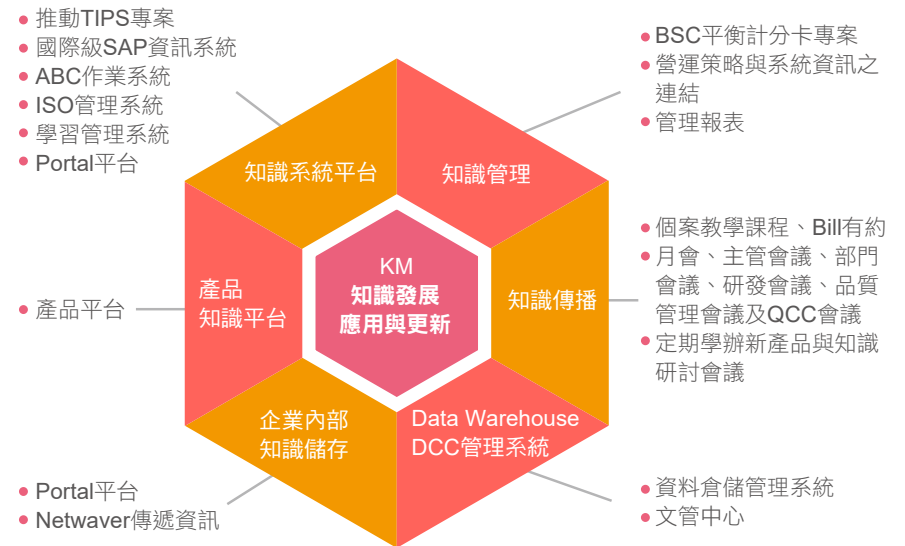 推動TIPS專案
國際級SAP資訊系統
ABC作業系統
ISO管理系統
學習管理系統
Portal平台
BSC平衡計分卡專案
營運策略與系統資訊之
連結
管理報表
知識系統平台
知識管理
產品
知識平台
KM
知識發展
應用與更新
知識傳播
企業內部
知識儲存
Data Warehouse
DCC管理系統
產品平台
個案教學課程、Bill有約
月會、主管會議、部門
會議、研發會議、品質
管理會議及QCC會議
定期學辦新產品與知識
研討會議
Portal平台
Netwaver傳遞資訊
資料倉儲管理系統
文管中心